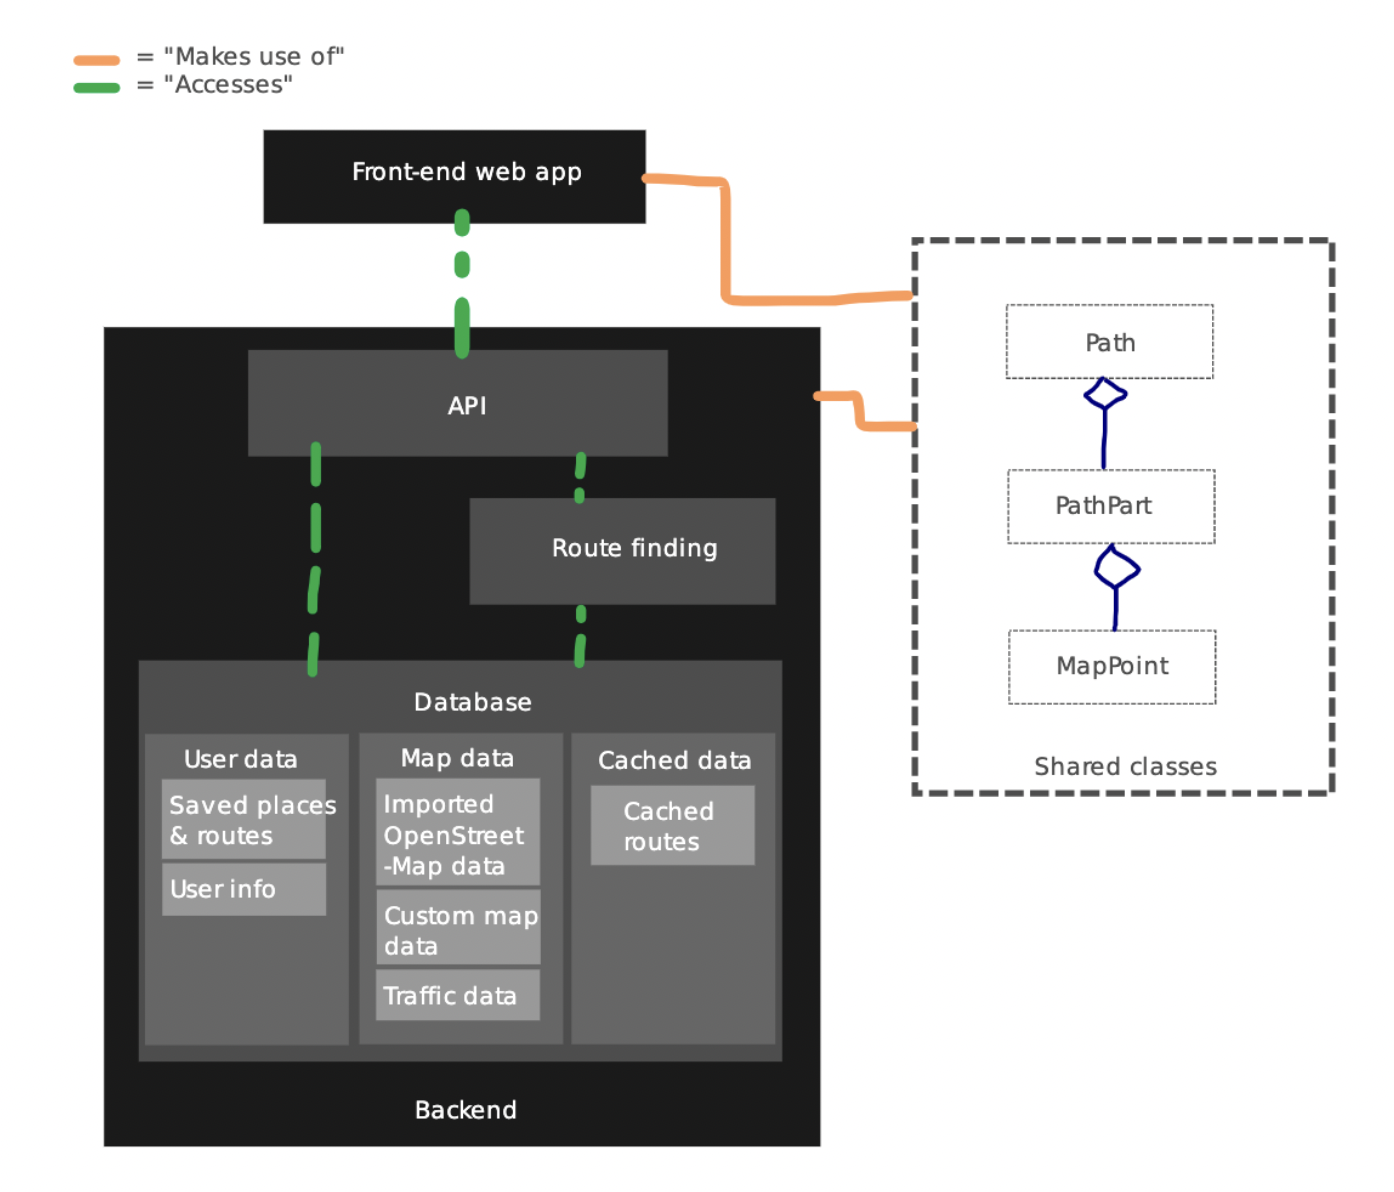 = "Makes use of"
= "Accesses"
Front-end web app
API
Route finding
Database
User data
Saved places
& routes
User info
Map data
Imported
OpenStreet
-Map data
Custom map
data
Traffic data
Cached data
Cached
routes
Backend
Path
PathPart
MapPoint
Shared classes